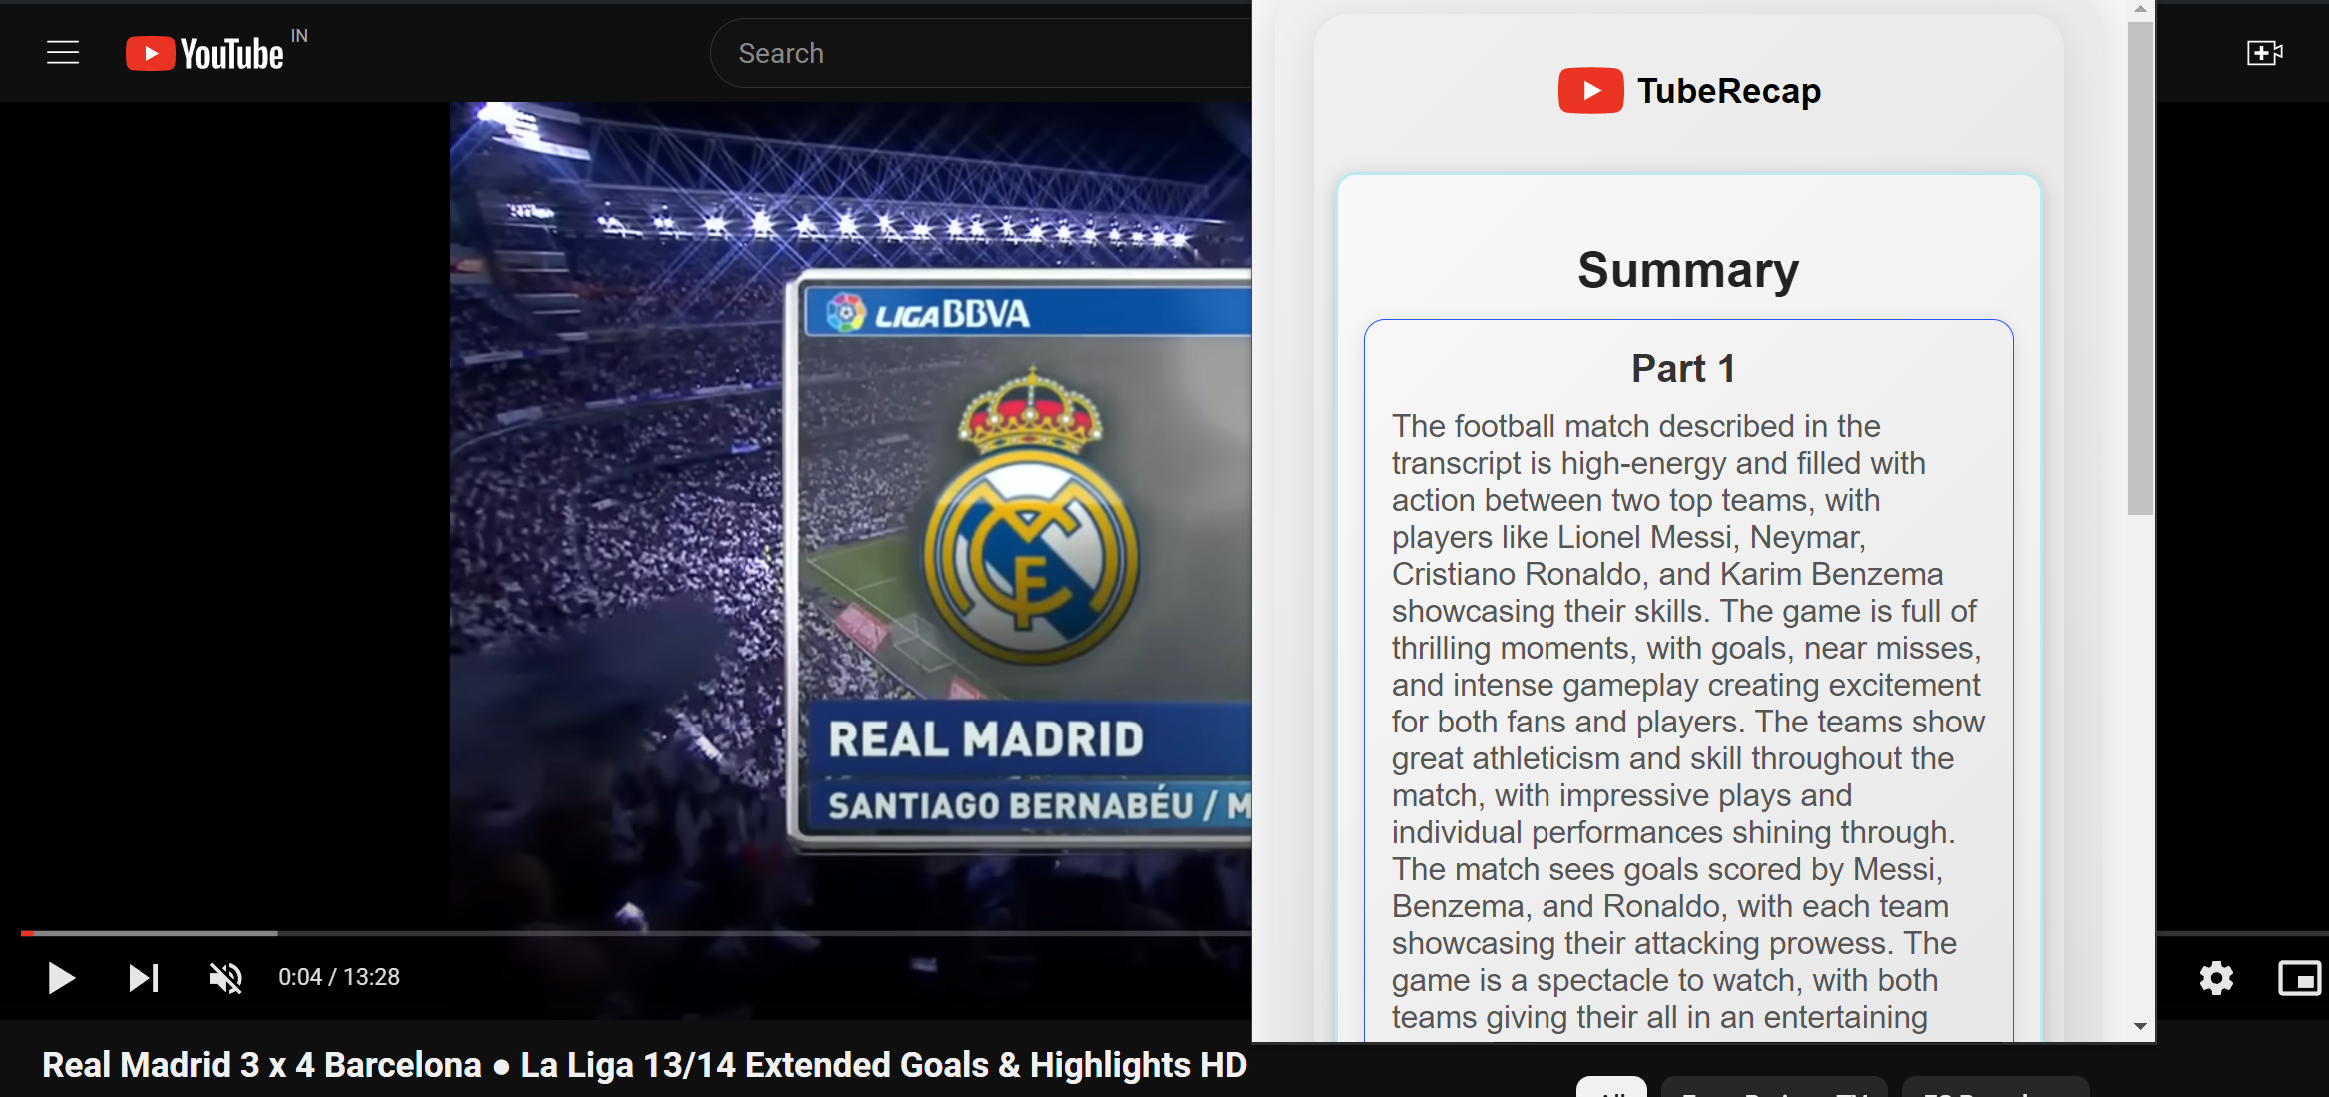 YouTube IN
Search
LIGA BBVA
REAL MADRID
SANTIAGO BERNABÉU / M
0:04 / 13:28
Real Madrid 3 x 4 Barcelona ● La Liga 13/14 Extended Goals & Highlights HD
TubeRecap
Summary
Part 1
The football match described in the
transcript is high-energy and filled with
action between two top teams, with
players like Lionel Messi, Neymar,
Cristiano Ronaldo, and Karim Benzema
showcasing their skills. The game is full of
thrilling moments, with goals, near misses,
and intense gameplay creating excitement
for both fans and players. The teams show
great athleticism and skill throughout the
match, with impressive plays and
individual performances shining through.
The match sees goals scored by Messi,
Benzema, and Ronaldo, with each team
showcasing their attacking prowess. The
game is a spectacle to watch, with both
teams giving their all in an entertaining
All